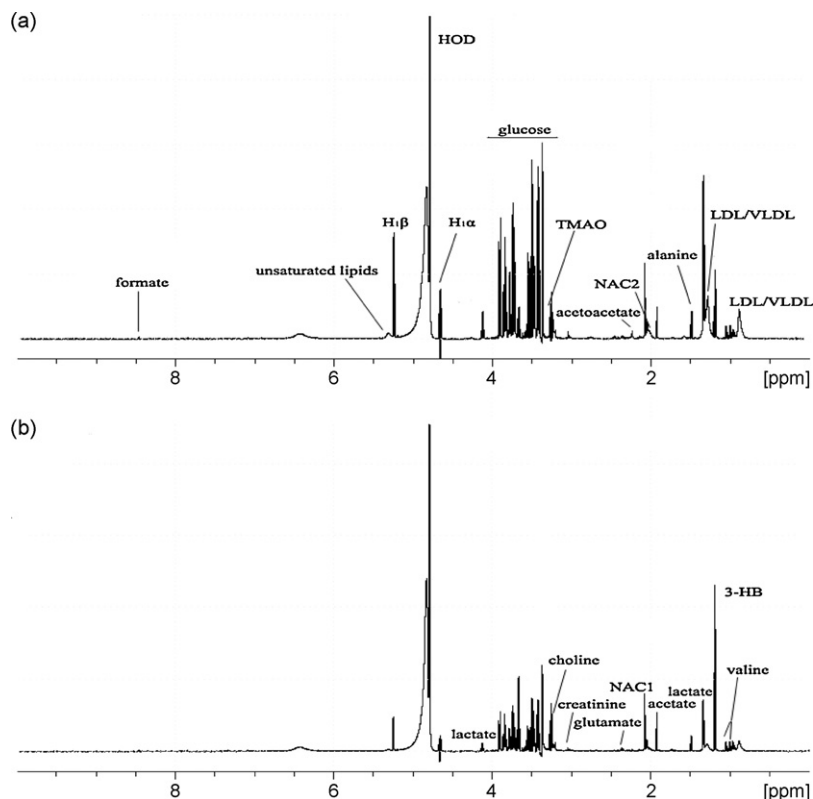 (a)
HOD
glucose
H1β
H1α
TMAO
LDL/VLDL
alanine
NAC2
unsaturated lipids
formate
acetoacetate
LDL/VLDL
8
6
4
2
[ppm]
(b)
3-HB
choline
valine
NAC1
lactate
creatinine
acetate
glutamate
lactate
8
6
4
2
[ppm]